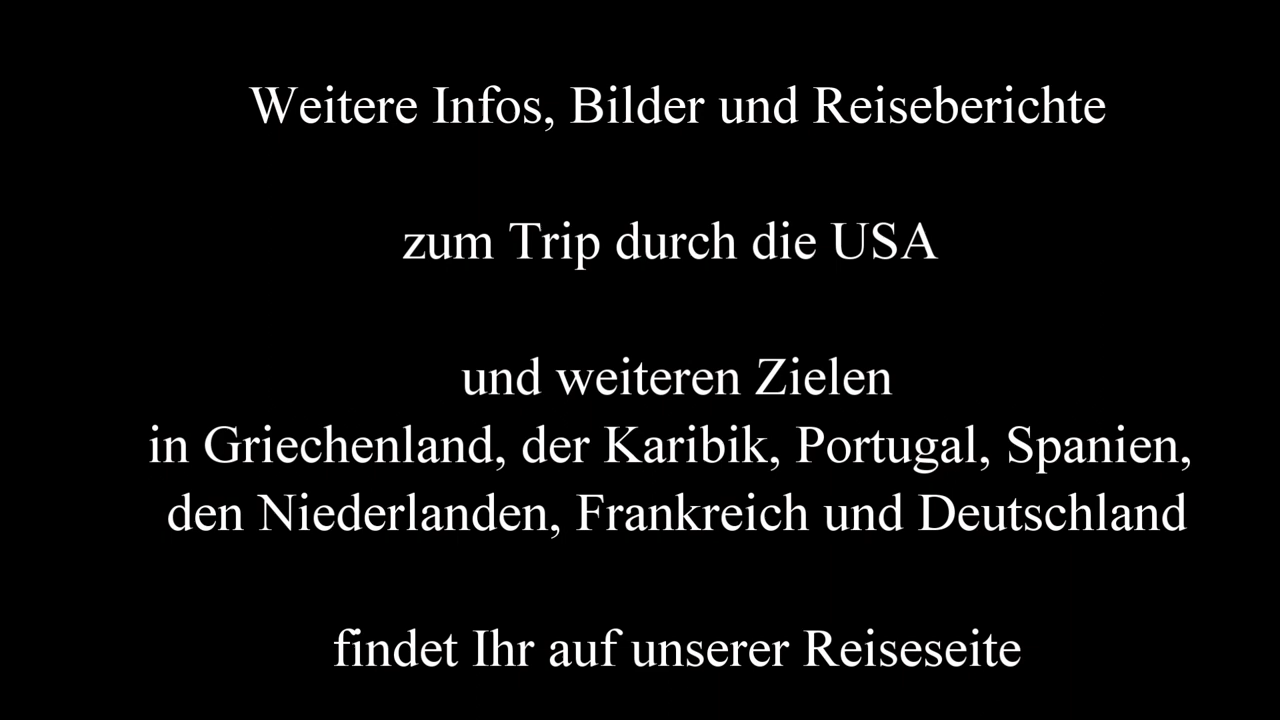 Weitere Infos, Bilder und Reiseberichte
zum Trip durch die USA
und weiteren Zielen
in Griechenland, der Karibik, Portugal, Spanien,
den Niederlanden, Frankreich und Deutschland
findet Ihr auf unserer Reiseseite